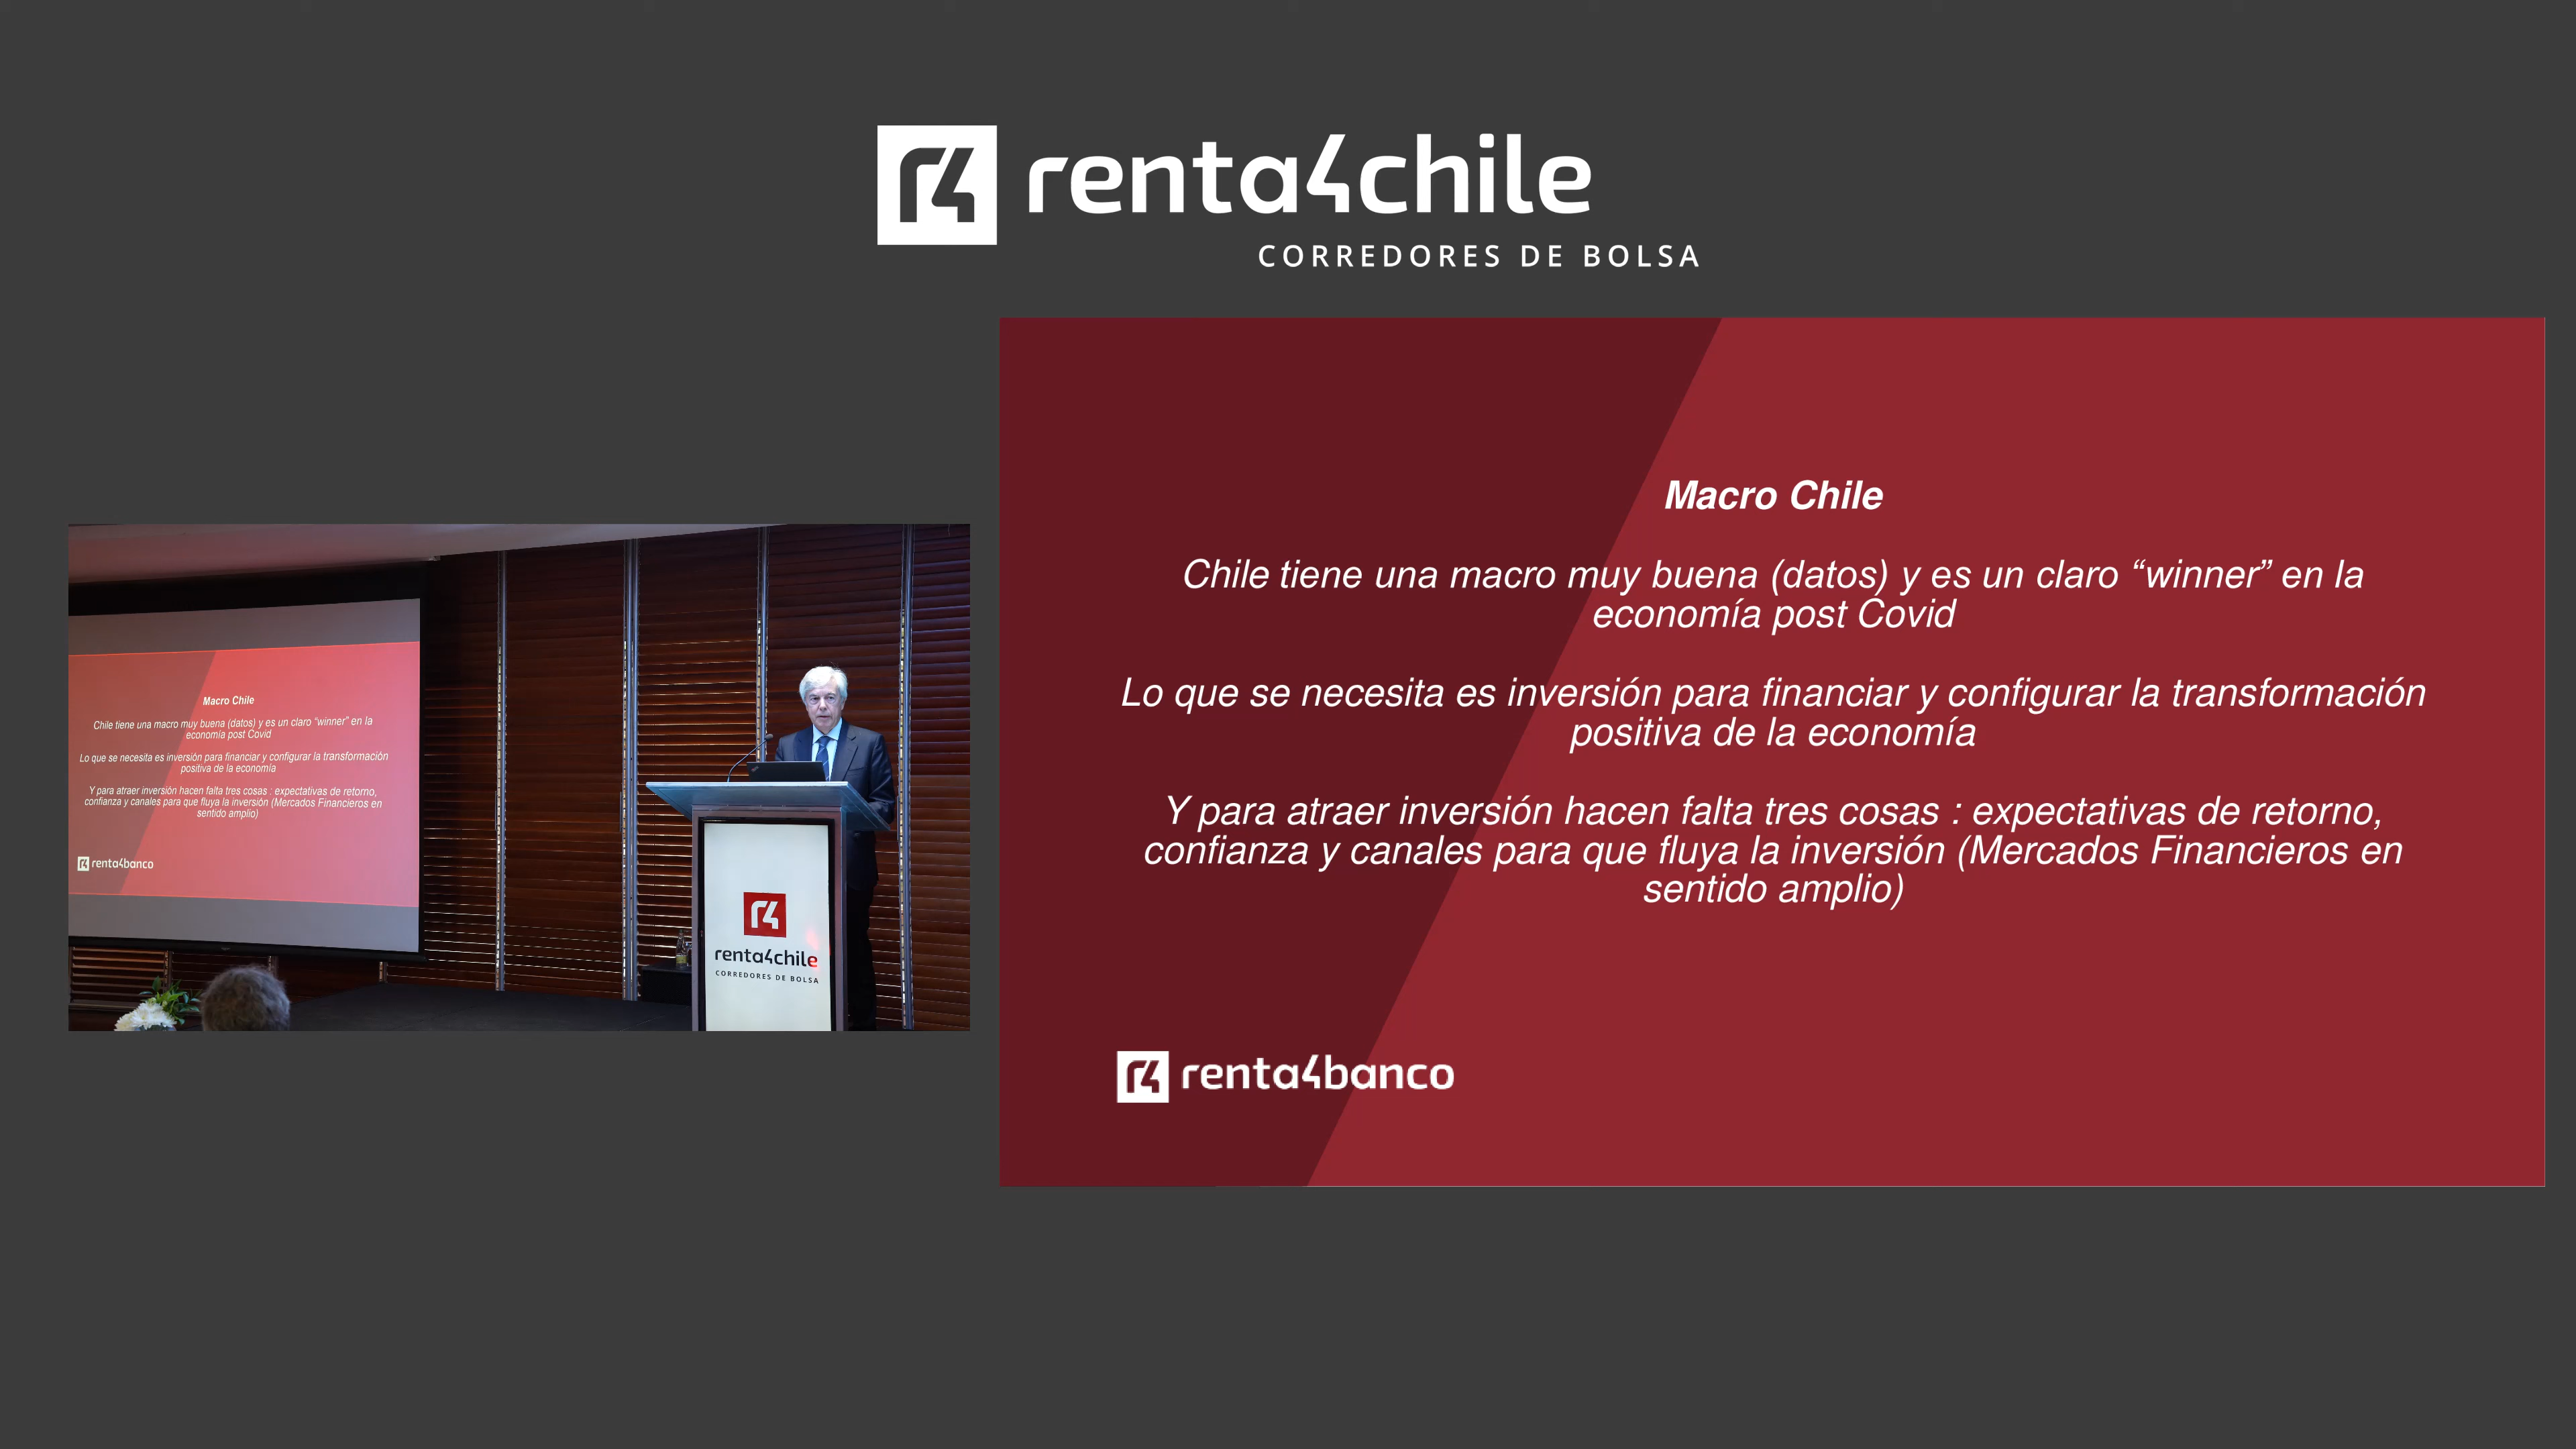 renta4chile
CORREDORES DE BOLSA
Macro Chile
Chile tiene una macro muy buena (datos) y es un claro “winner” en la
economía post Covid
Lo que se necesita es inversión para financiar y configurar la transformación
positiva de la economía
Y para atraer inversión hacen falta tres cosas : expectativas de retorno,
confianza y canales para que fluya la inversión (Mercados Financieros en
sentido amplio)
r4 renta4banco
Macro Chile
Chile tiene una macro muy buena (datos) y es un claro “winner” en la
economía post Covid
Lo que se necesita es inversión para financiar y configurar la transformación
positiva de la economía
Y para atraer inversión hacen falta tres cosas : expectativas de retorno,
confianza y canales para que fluya la inversión (Mercados Financieros en
sentido amplio)
r4 renta4banco
r4
renta4chile
CORREDORES DE BOLSA